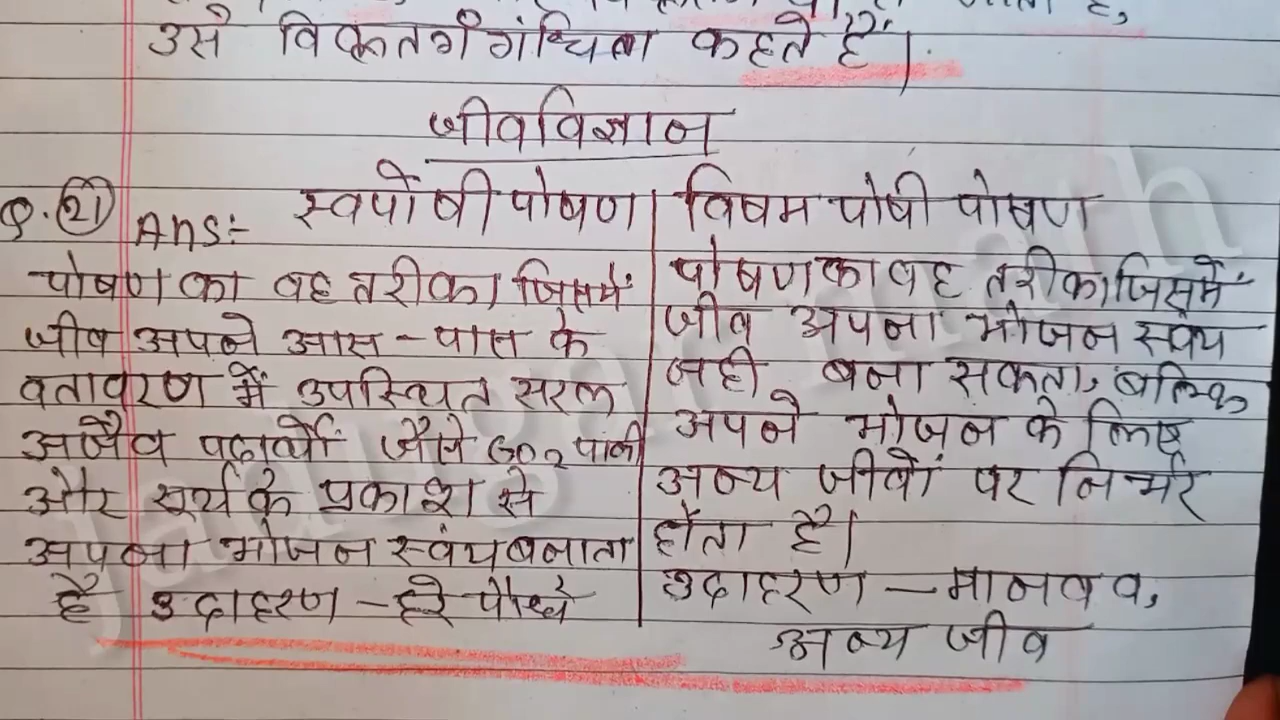 उसे विकृतगंधिता कहते हैं।
जीवविज्ञान
Q. 21 Ans:-
स्वपोषी पोषण
पोषण का वह तरीका जिसमें
जीव अपने आस-पास के
वतावरण में उपस्थित सरल
अजैव पदार्थों जैसे CO2 पानी
और सूर्य के प्रकाश से
अपना भोजन स्वंय बनाता
है उदाहरण - हरे पौधे
विषमपोषी पोषण
पोषण का वह तरीका जिसमें
जीव अपना भोजन स्वंय
नही बना सकता, बल्कि
अपने भोजन के लिए
अन्य जीवों पर निर्भर
होता है।
उदाहरण - मानव व,
अन्य जीव